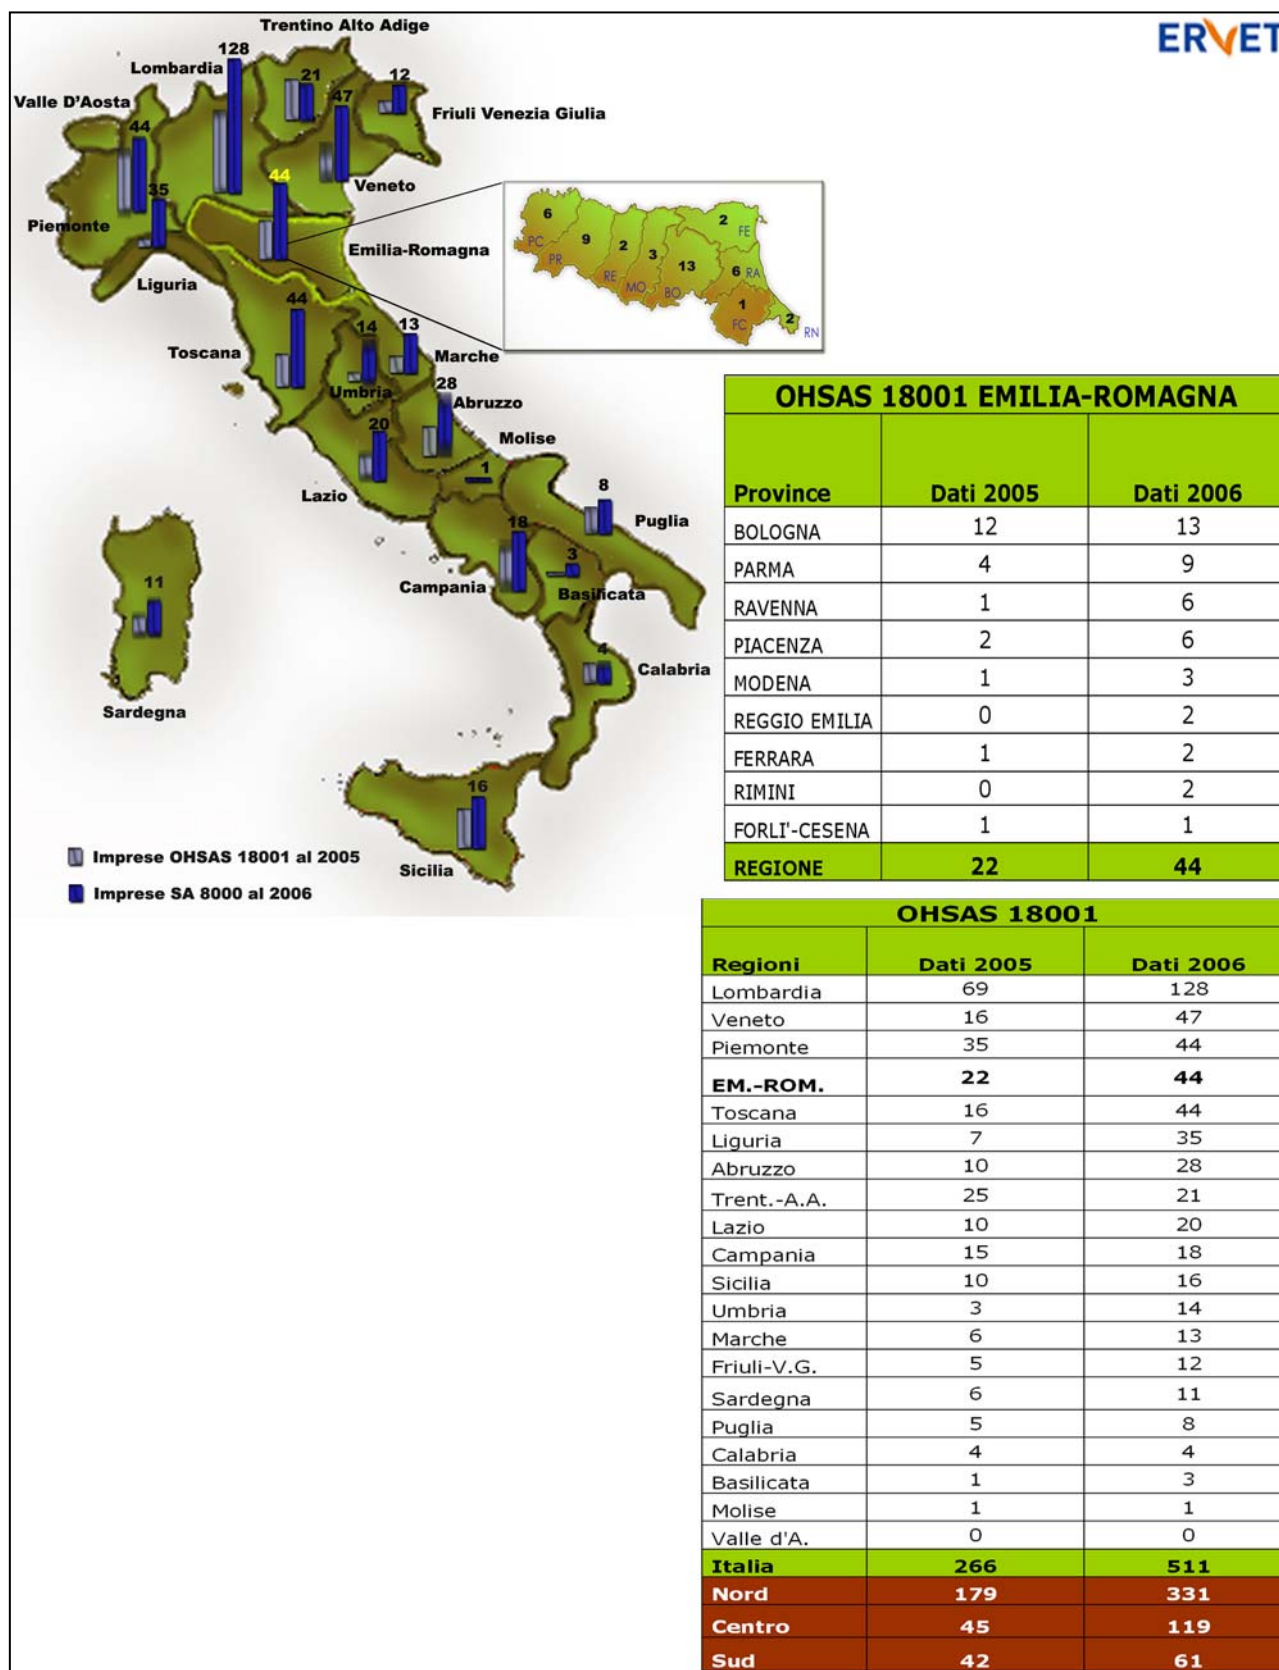 ERVET
Trentino Alto Adige
128
Lombardia
21
12
Valle D'Aosta
47
Friuli Venezia Giulia
44
35
44
Veneto
Piemonte
Emilia-Romagna
Liguria
6
9
2
3
13
2
FE
PC
PR
RE
MO
BO
6
RA
1
FC
2
RN
44
14
13
Toscana
Marche
Umbria
28
Abruzzo
20
Molise
1
Lazio
8
Puglia
18
3
Campania
Basilicata
11
4
Calabria
Sardegna
16
Sicilia
Imprese OHSAS 18001 al 2005
Imprese SA 8000 al 2006
OHSAS 18001 EMILIA-ROMAGNA
Province Dati 2005 Dati 2006
BOLOGNA 12 13
PARMA 4 9
RAVENNA 1 6
PIACENZA 2 6
MODENA 1 3
REGGIO EMILIA 0 2
FERRARA 1 2
RIMINI 0 2
FORLI'-CESENA 1 1
REGIONE 22 44
OHSAS 18001
Regioni Dati 2005 Dati 2006
Lombardia 69 128
Veneto 16 47
Piemonte 35 44
EM.-ROM. 22 44
Toscana 16 44
Liguria 7 35
Abruzzo 10 28
Trent.-A.A. 25 21
Lazio 10 20
Campania 15 18
Sicilia 10 16
Umbria 3 14
Marche 6 13
Friuli-V.G. 5 12
Sardegna 6 11
Puglia 5 8
Calabria 4 4
Basilicata 1 3
Molise 1 1
Valle d'A. 0 0
Italia 266 511
Nord 179 331
Centro 45 119
Sud 42 61